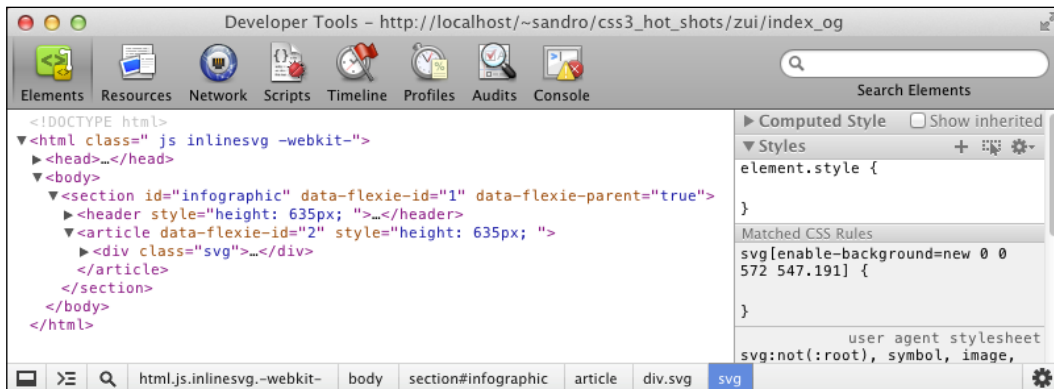 Developer Tools – http://localhost/~sandro/css3_hot_shots/zui/index_og
Elements Resources Network Scripts Timeline Profiles Audits Console
Search Elements
<!DOCTYPE html>
▼<html class=" js inlinesvg -webkit-">
▶<head>…</head>
▼<body>
▼<section id="infographic" data-flexie-id="1" data-flexie-parent="true">
▶<header style="height: 635px; ">…</header>
▼<article data-flexie-id="2" style="height: 635px; ">
▶<div class="svg">…</div>
</article>
</section>
</body>
</html>
▶ Computed Style Show inherited
▼ Styles
element.style {
}
Matched CSS Rules
svg[enable-background=new 0 0
572 547.191] {
}
user agent stylesheet
svg:not(:root), symbol, image,
html.js.inlinesvg.-webkit- body section#infographic article div.svg svg